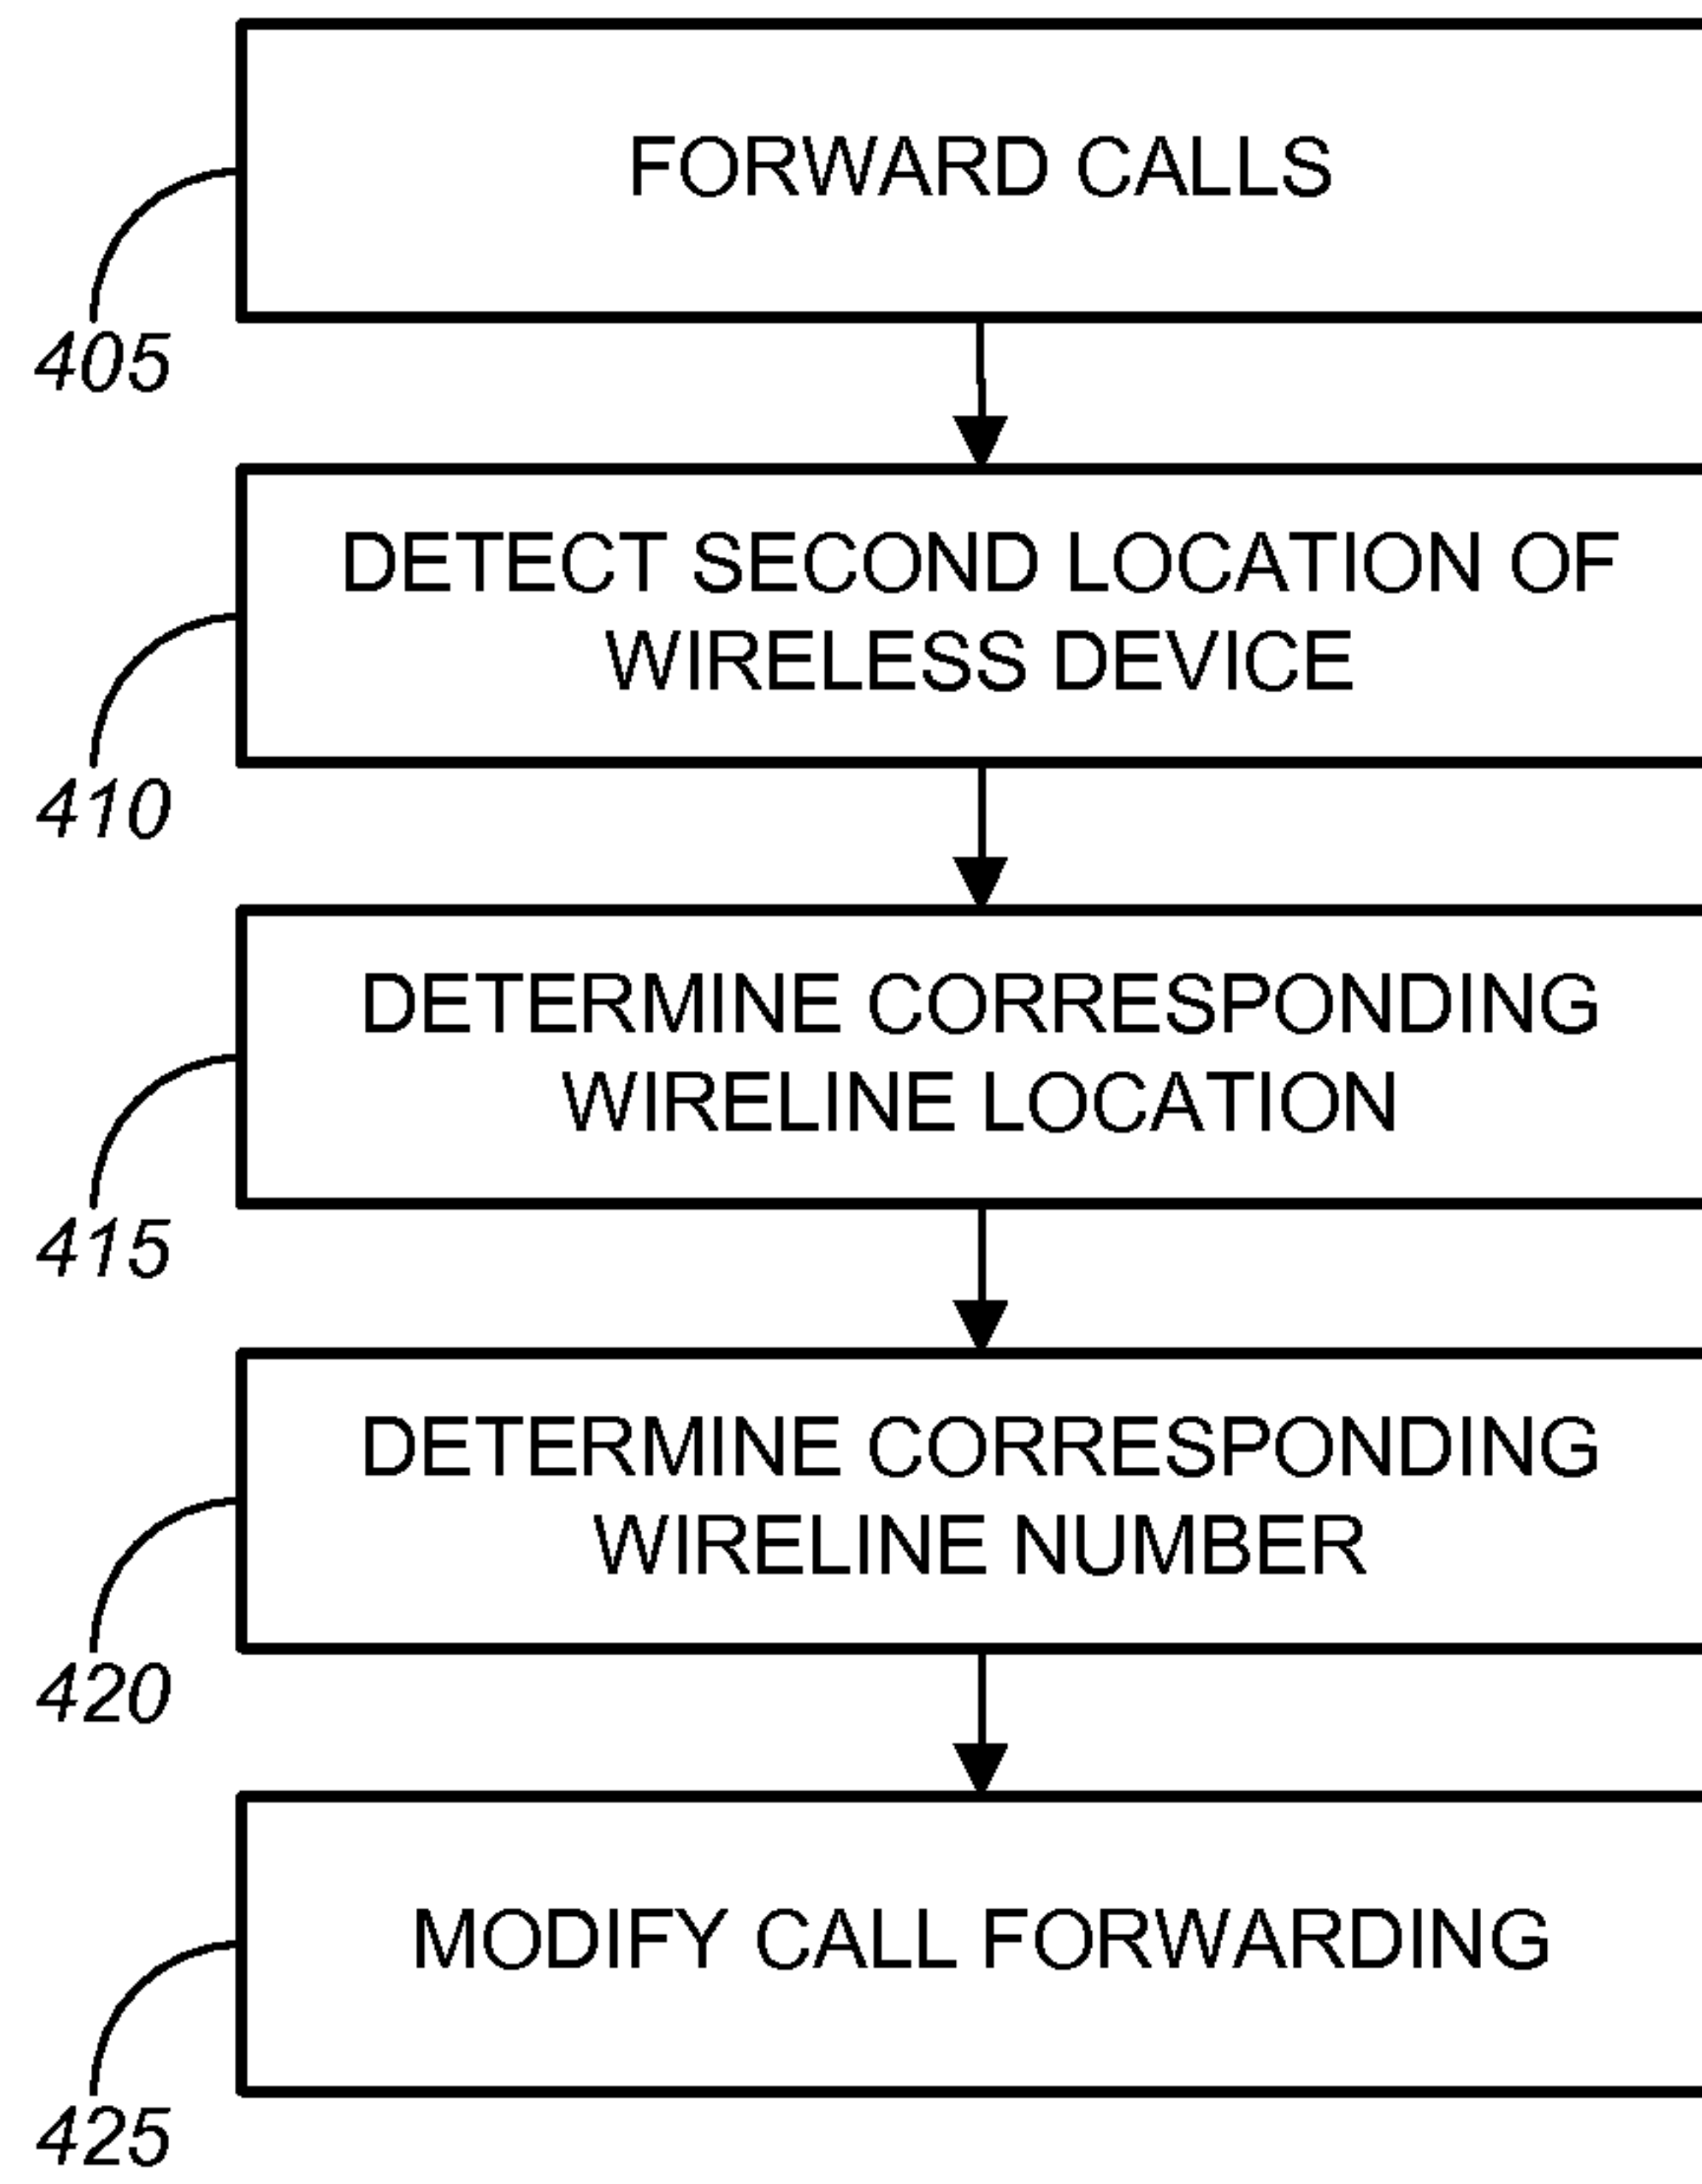 FORWARD CALLS
405
DETECT SECOND LOCATION OF
WIRELESS DEVICE
410
DETERMINE CORRESPONDING
WIRELINE LOCATION
415
DETERMINE CORRESPONDING
WIRELINE NUMBER
420
MODIFY CALL FORWARDING
425